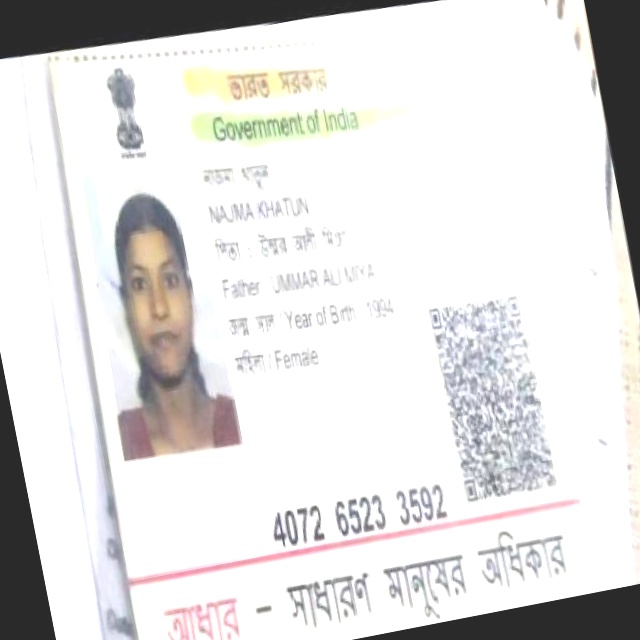 ভারত সরকার
Government of India
নাজমা খাতুন
NAJMA KHATUN
পিতা : উম্মর আলী মিঞা
Father : UMMAR ALI MIYA
জন্ম সাল / Year of Birth : 1994
মহিলা / Female
4072 6523 3592
আধার – সাধারণ মানুষের অধিকার